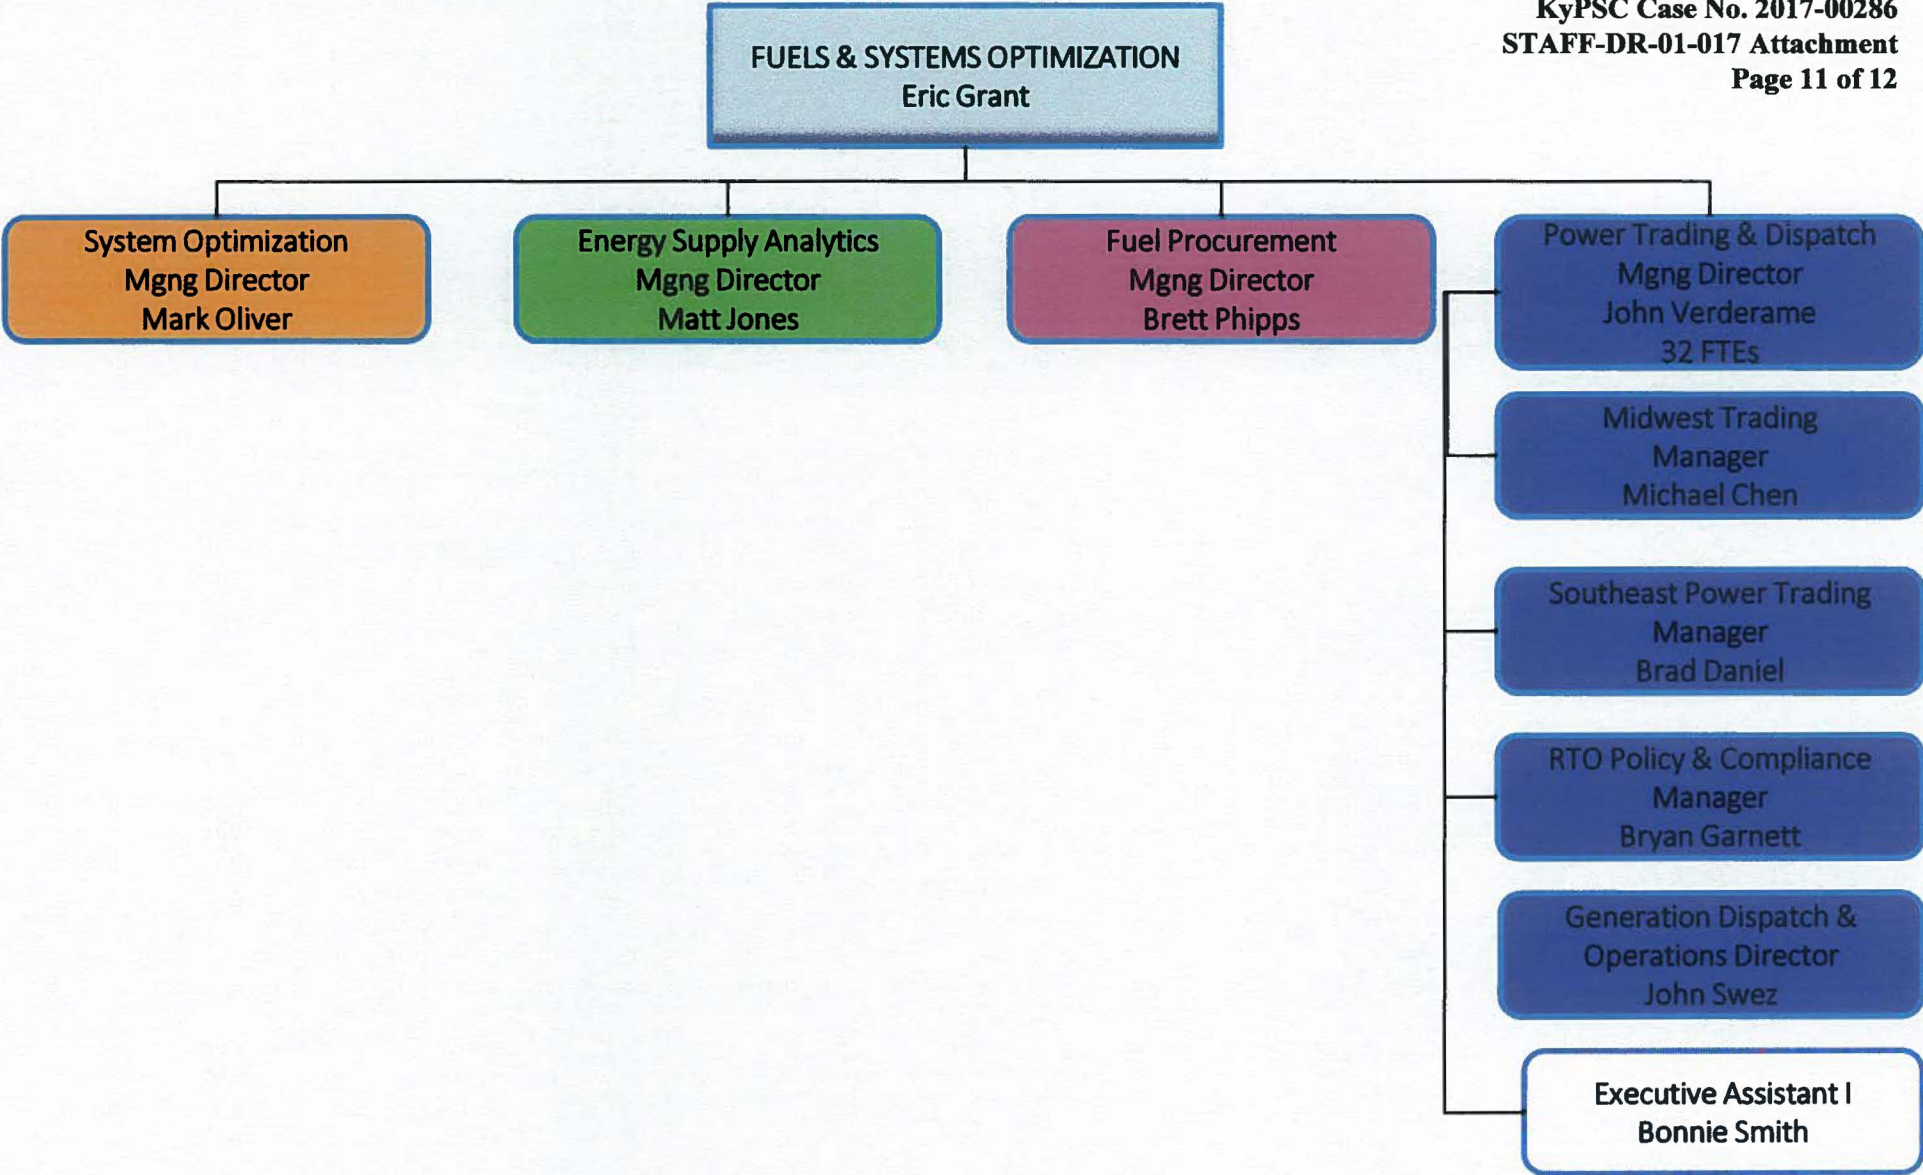 KyPSC Case No. 2017-00286
STAFF-DR-01-017 Attachment
Page 11 of 12
FUELS & SYSTEMS OPTIMIZATION
Eric Grant
System Optimization
Mgng Director
Mark Oliver
Energy Supply Analytics
Mgng Director
Matt Jones
Fuel Procurement
Mgng Director
Brett Phipps
Power Trading & Dispatch
Mgng Director
John Verderame
32 FTEs
Midwest Trading
Manager
Michael Chen
Southeast Power Trading
Manager
Brad Daniel
RTO Policy & Compliance
Manager
Bryan Garnett
Generation Dispatch &
Operations Director
John Swez
Executive Assistant I
Bonnie Smith